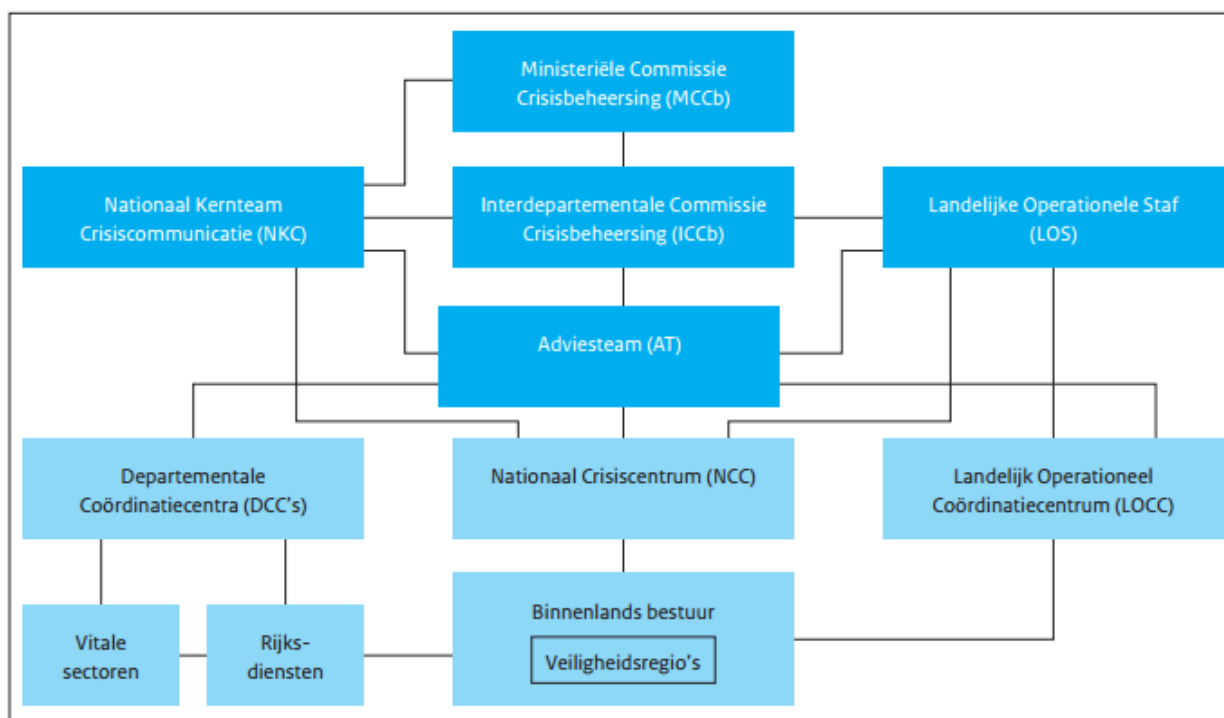 Ministeriële Commissie
Crisisbeheersing (MCCb)
Nationaal Kernteam
Crisiscommunicatie (NKC)
Interdepartementale Commissie
Crisisbeheersing (ICCb)
Landelijke Operationele Staf
(LOS)
Adviesteam (AT)
Departementale
Coördinatiecentra (DCC's)
Nationaal Crisiscentrum (NCC)
Landelijk Operationeel
Coördinatiecentrum (LOCC)
Vitale
sectoren
Rijks-
diensten
Binnenlands bestuur
Veiligheidsregio's